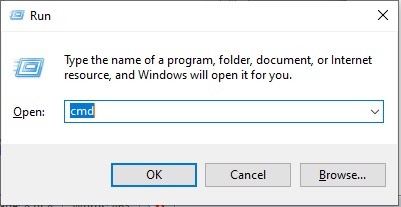 Run
Type the name of a program, folder, document, or Internet
resource, and Windows will open it for you.
Open: cmd
OK Cancel Browse...